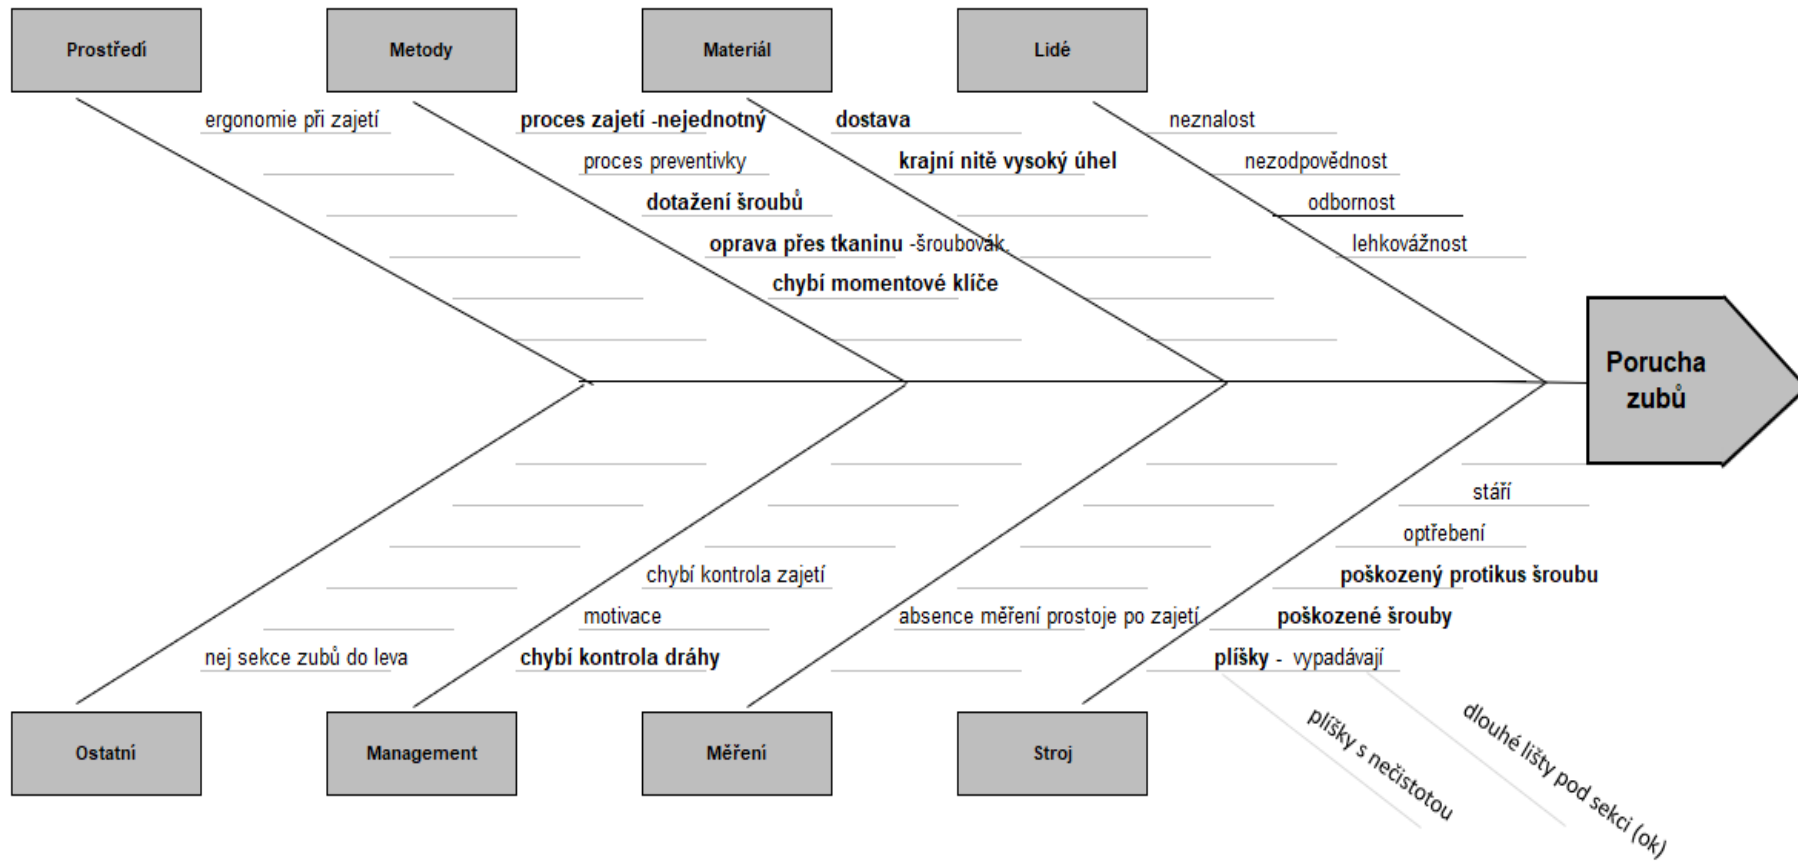 Prostředí
Metody
Materiál
Lidé
ergonomie při zajetí
proces zajetí -nejednotný
dostava
neznalost
proces preventivky
krajní nitě vysoký úhel
nezodpovědnost
dotažení šroubů
odbornost
oprava přes tkaninu -šroubovák.
lehkovážnost
chybí momentové klíče
Porucha
zubů
stáří
optřebení
chybí kontrola zajetí
poškozený protikus šroubu
motivace
absence měření prostoje po zajetí
poškozené šrouby
nej sekce zubů do leva
chybí kontrola dráhy
plíšky - vypadávají
Ostatní
Management
Měření
Stroj
plíšky s nečistotou
dlouhé lišty pod sekci (ok)